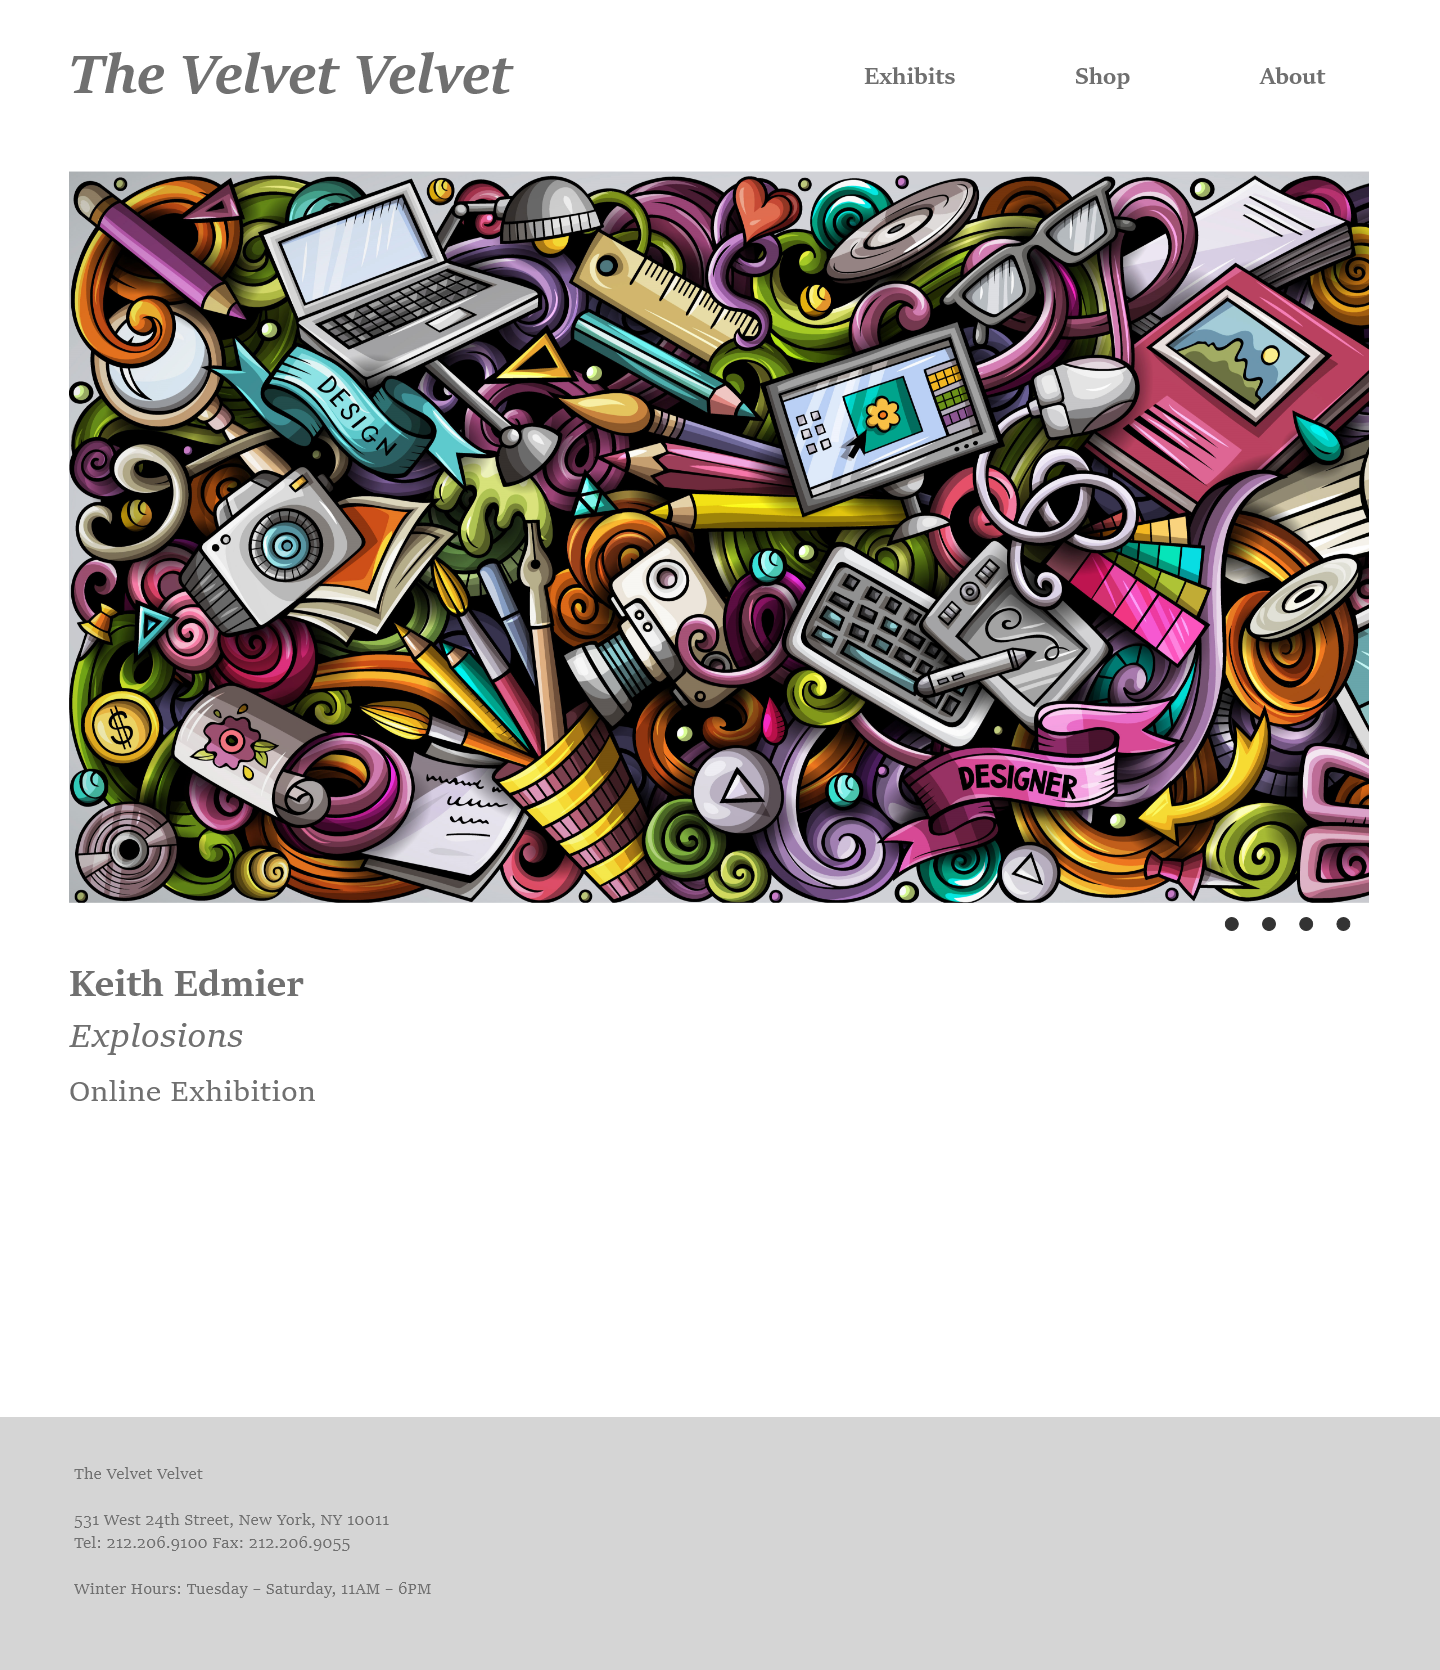 The Velvet Velvet
Exhibits Shop About
DESIGN
DESIGNER
Keith Edmier
Explosions
Online Exhibition
The Velvet Velvet
531 West 24th Street, New York, NY 10011
Tel: 212.206.9100 Fax: 212.206.9055
Winter Hours: Tuesday – Saturday, 11AM – 6PM